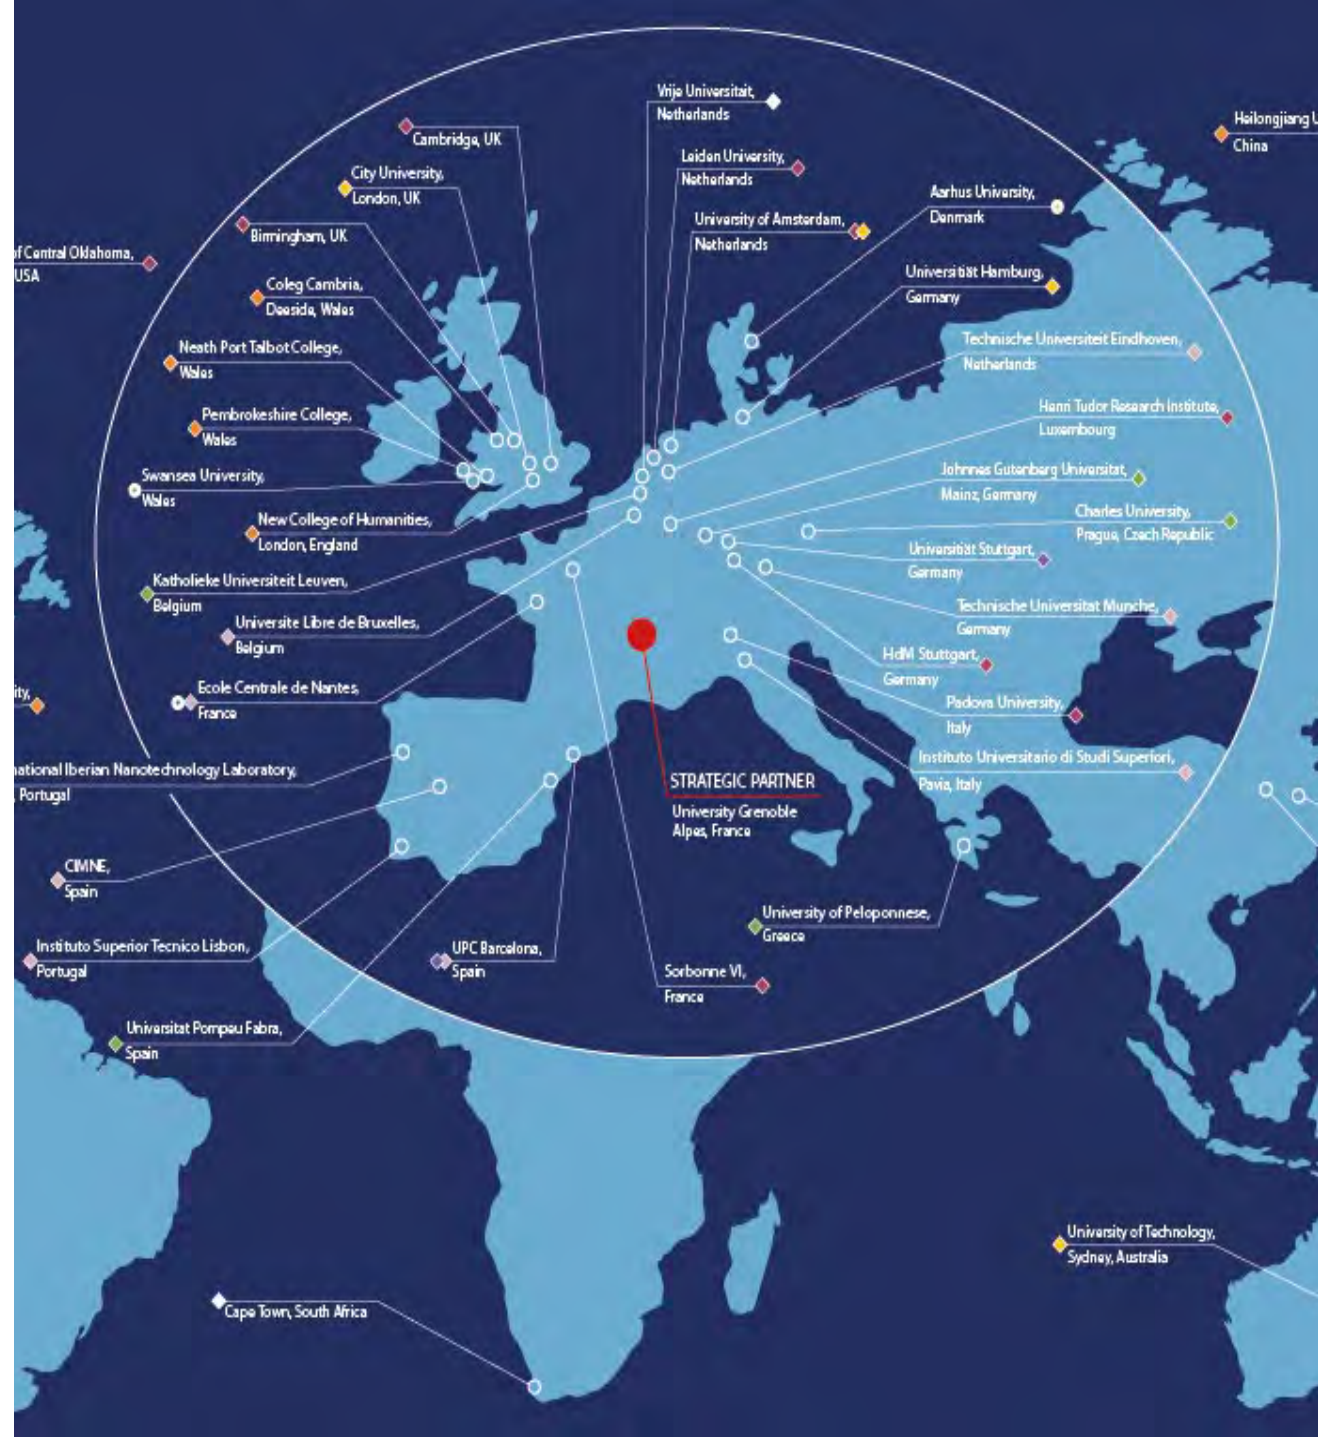 Vrije Universitait,
Netherlands
Cambridge, UK
Heilongjiang U
China
Leiden University,
Netherlands
City University,
London, UK
Aarhus University,
Denmark
University of Amsterdam,
Netherlands
Birmingham, UK
of Central Oklahoma,
USA
Universitiät Hamburg,
Germany
Coleg Cambria,
Deeside, Wales
Technische Universiteit Eindhoven,
Netherlands
Neath Port Talbot College,
Wales
Henri Tudor Research Institute,
Luxembourg
Pembrokeshire College,
Wales
Johnnes Gutenberg Universitat,
Mainz, Germany
Swansea University,
Wales
Charles University,
Prague, Czech Republic
New College of Humanities,
London, England
Universitiät Stuttgart,
Germany
Katholieke Universiteit Leuven,
Belgium
Technische Universitat Munche,
Germany
Universite Libre de Bruxelles,
Belgium
HdM Stuttgart,
Germany
Ecole Centrale de Nantes,
France
ity,
Padova University,
Italy
national Iberian Nanotechnology Laboratory,
, Portugal
Instituto Universitario di Studi Superiori,
Pavia, Italy
STRATEGIC PARTNER
University Grenoble
Alpes, France
CIMNE,
Spain
University of Peloponnese,
Greece
Instituto Superior Tecnico Lisbon,
Portugal
UPC Barcelona,
Spain
Sorbonne VI,
France
Universitat Pompeu Fabra,
Spain
University of Technology,
Sydney, Australia
Cape Town, South Africa